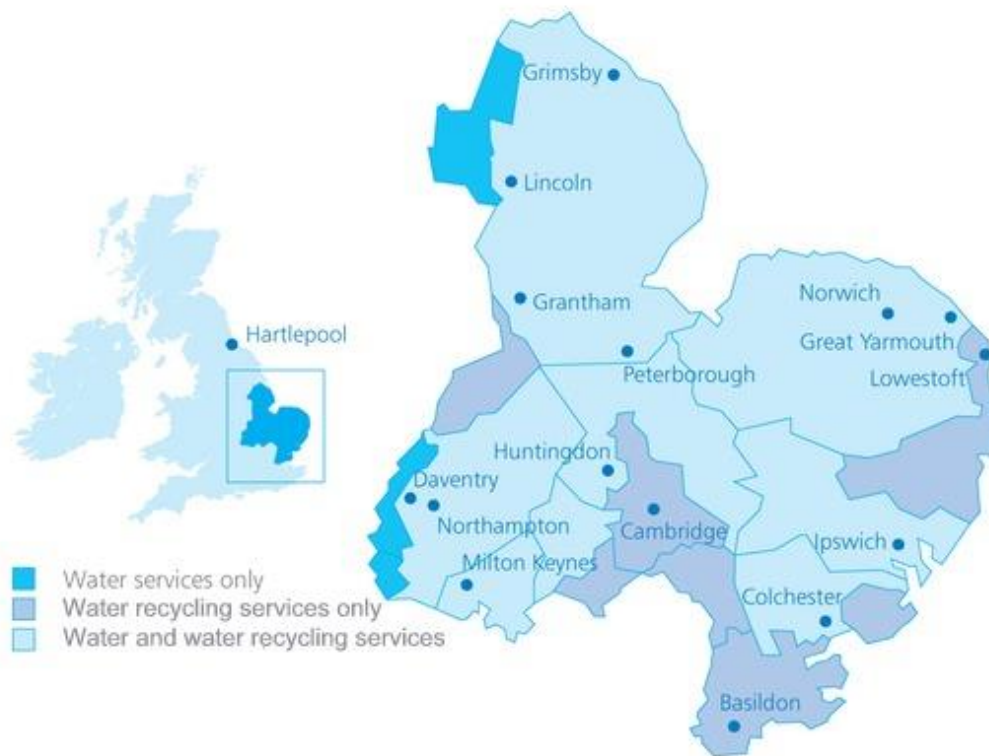 Grimsby
Lincoln
Hartlepool
Grantham
Norwich
Great Yarmouth
Peterborough
Lowestoft
Huntingdon
Daventry
Northampton
Cambridge
Milton Keynes
Ipswich
Colchester
Basildon
Water services only
Water recycling services only
Water and water recycling services